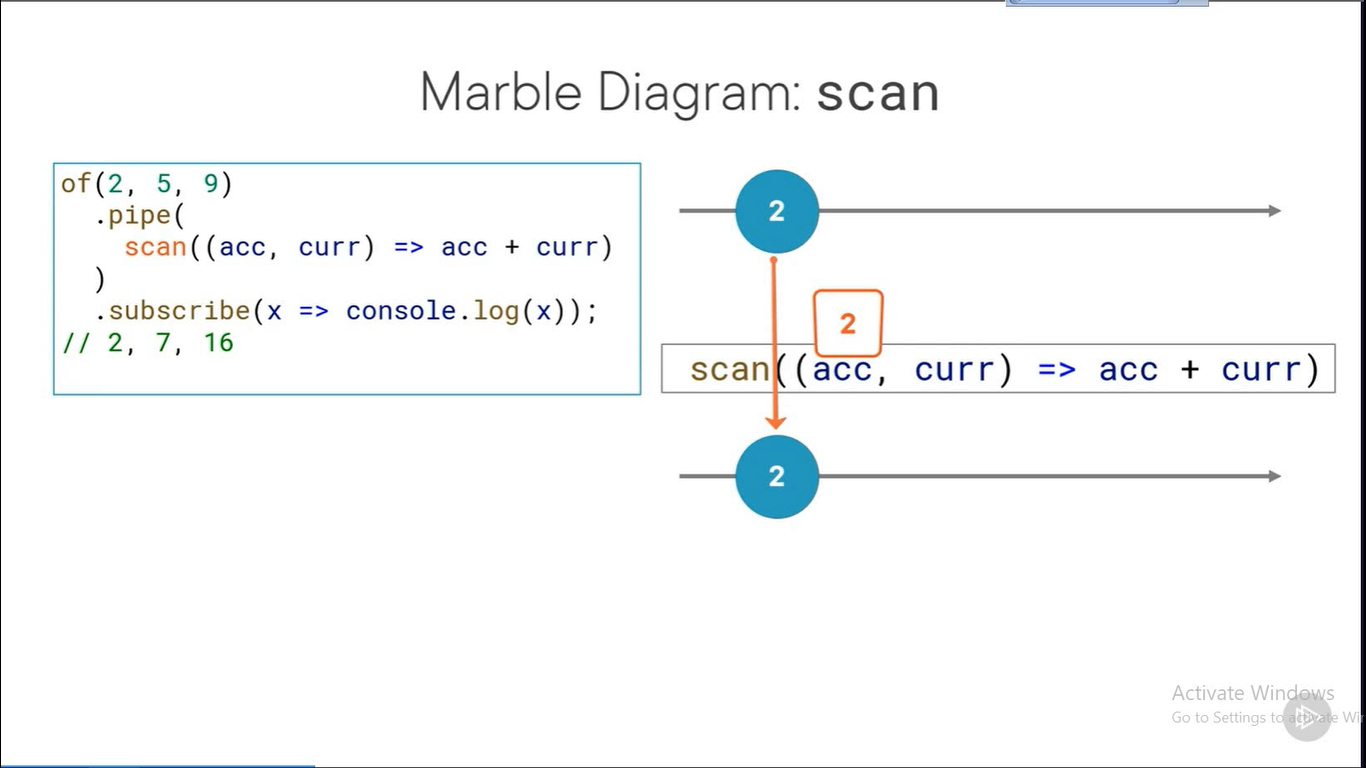 Marble Diagram: scan
of(2, 5, 9)
.pipe(
scan((acc, curr) => acc + curr)
)
.subscribe(x => console.log(x));
// 2, 7, 16
2
2
scan((acc, curr) => acc + curr)
2
Activate Windows
Go to Settings to activate Wi